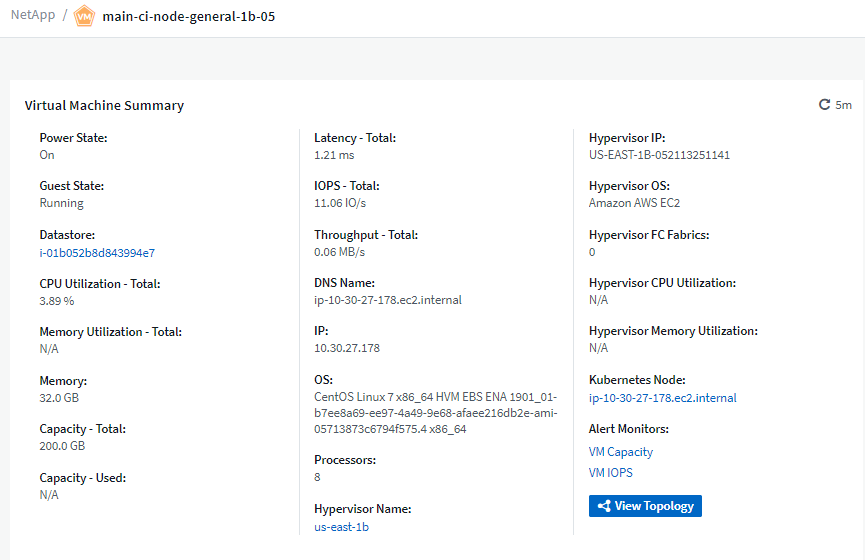 NetApp / VM main-ci-node-general-1b-05
Virtual Machine Summary
5m
Power State:
On
Guest State:
Running
Datastore:
i-01b052b8d843994e7
CPU Utilization - Total:
3.89 %
Memory Utilization - Total:
N/A
Memory:
32.0 GB
Capacity - Total:
200.0 GB
Capacity - Used:
N/A
Latency - Total:
1.21 ms
IOPS - Total:
11.06 IO/s
Throughput - Total:
0.06 MB/s
DNS Name:
ip-10-30-27-178.ec2.internal
IP:
10.30.27.178
OS:
CentOS Linux 7 x86_64 HVM EBS ENA 1901_01-
b7ee8a69-ee97-4a49-9e68-afaee216db2e-ami-
05713873c6794f575.4 x86_64
Processors:
8
Hypervisor Name:
us-east-1b
Hypervisor IP:
US-EAST-1B-052113251141
Hypervisor OS:
Amazon AWS EC2
Hypervisor FC Fabrics:
0
Hypervisor CPU Utilization:
N/A
Hypervisor Memory Utilization:
N/A
Kubernetes Node:
ip-10-30-27-178.ec2.internal
Alert Monitors:
VM Capacity
VM IOPS
View Topology